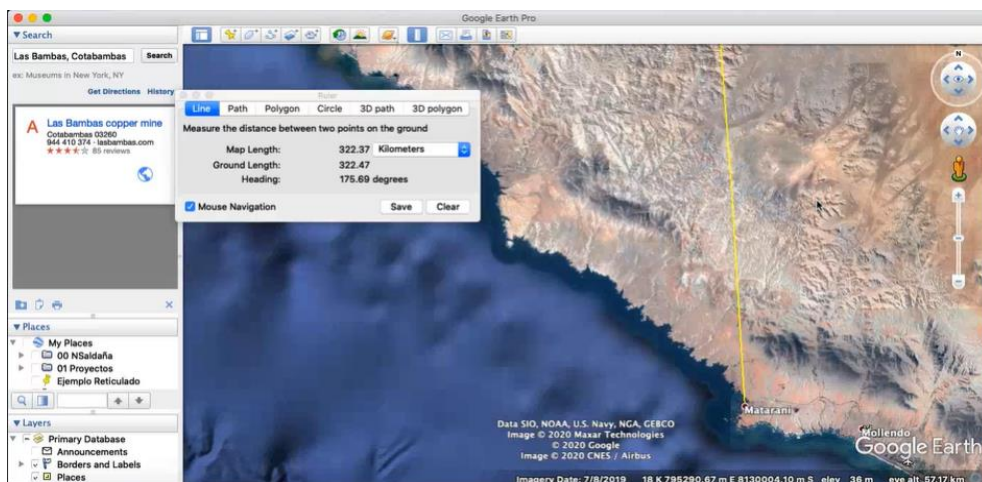 Google Earth Pro
Search
Las Bambas, Cotabambas
Search
ex: Museums in New York, NY
Get Directions History
A
Las Bambas copper mine
Cotabambas 03260
944 410 374 · lasbambas.com
85 reviews
Ruler
Line Path Polygon Circle 3D path 3D polygon
Measure the distance between two points on the ground
Map Length: 322.37 Kilometers
Ground Length: 322.47
Heading: 175.69 degrees
Mouse Navigation
Save Clear
N
Places
My Places
00 NSaldaña
01 Proyectos
Ejemplo Reticulado
Layers
Primary Database
Announcements
Borders and Labels
Places
Matarani
Mollendo
Data SIO, NOAA, U.S. Navy, NGA, GEBCO
Image © 2020 Maxar Technologies
© 2020 Google
Image © 2020 CNES / Airbus
Google Earth
Imagery Date: 7/8/2019 18 K 795290.67 m E 8130004.10 m S elev 36 m eye alt 57.17 km